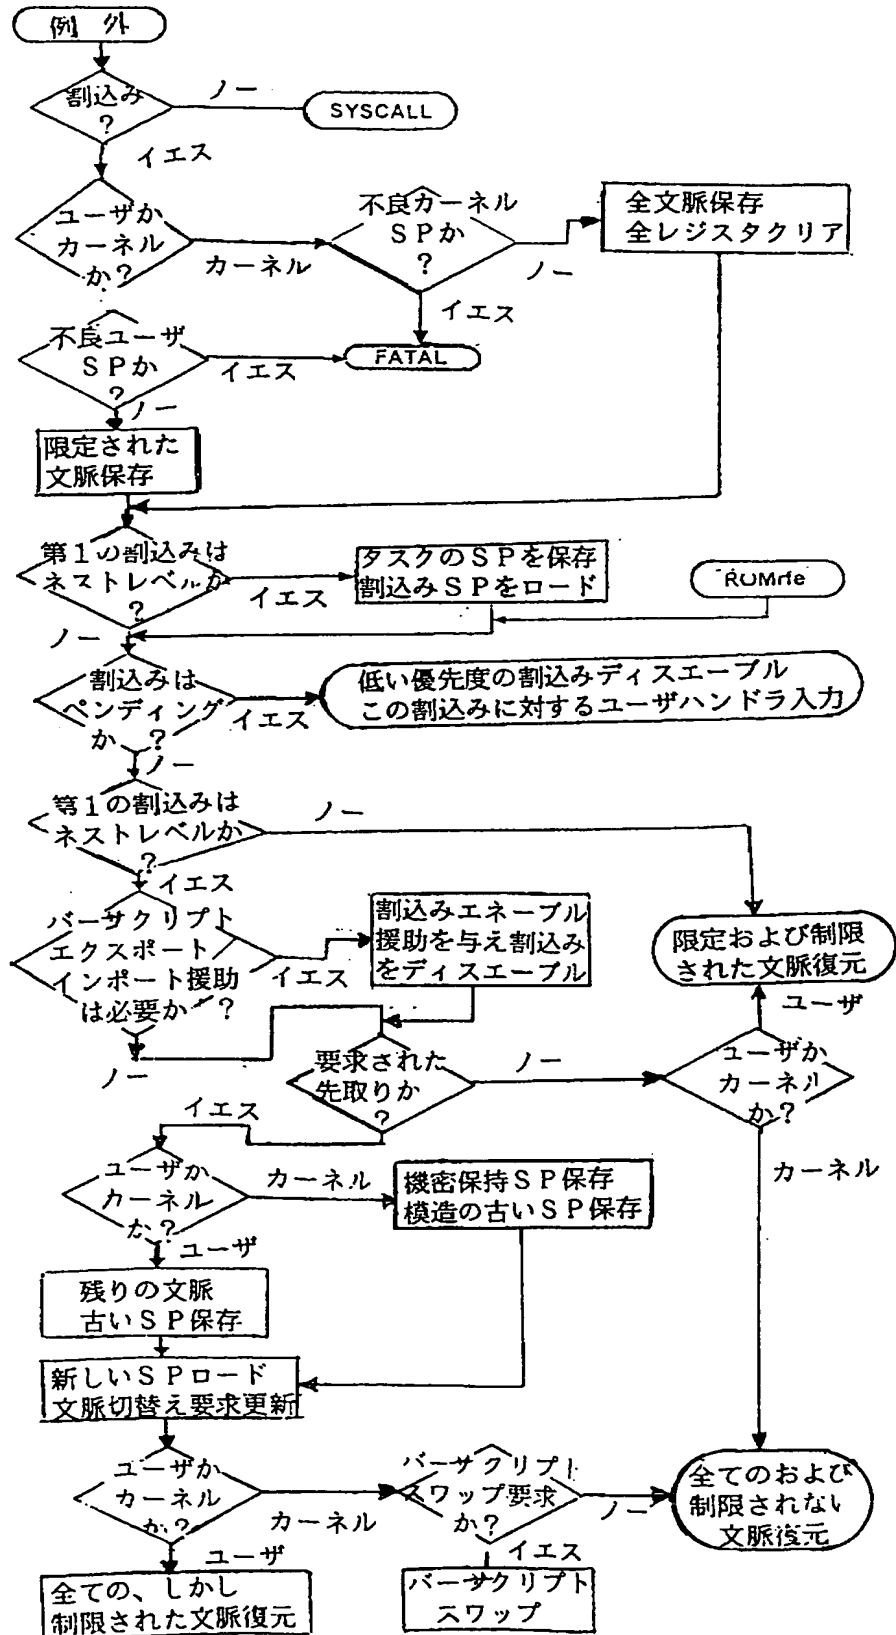 例 外
割込み
?
ノー
SYSCALL
イエス
ユーザか
カーネル
か?
カーネル
不良カーネル
SPか
?
ノー
全文脈保存
全レジスタクリア
イエス
FATAL
不良ユーザ
SPか
?
イエス
ノー
限定された
文脈保存
第1の割込みは
ネストレベルか
?
イエス
タスクのSPを保存
割込みSPをロード
ROMrfe
ノー
割込みは
ペンディング
か ?
イエス
低い優先度の割込みディスエーブル
この割込みに対するユーザハンドラ入力
ノー
第1の割込みは
ネストレベルか
?
ノー
イエス
バーサクリプト
エクスポート
インポート援助
は必要か ?
イエス
割込みエネーブル
援助を与え割込み
をディスエーブル
限定および制限
された文脈復元
ユーザ
ノー
要求された
先取りか
?
ノー
ユーザか
カーネル
か?
イエス
カーネル
ユーザか
カーネル
か?
カーネル
機密保持SP保存
模造の古いSP保存
ユーザ
残りの文脈
古いSP保存
新しいSPロード
文脈切替え要求更新
ユーザか
カーネル
か?
カーネル
バーサクリプト
スワップ要求
か?
ノー
全てのおよび
制限されない
文脈復元
ユーザ
イエス
全ての、しかし
制限された文脈復元
バーサクリプト
スワップ